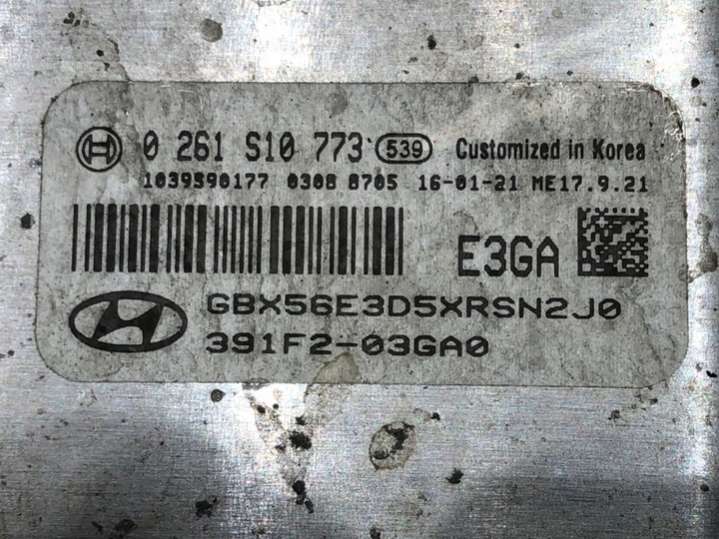 0 261 S10 773 539 Customized in Korea
1039S90177 0308 8705 16-01-21 ME17.9.21
E3GA
GBX56E3D5XRSN2J0
391F2-03GA0